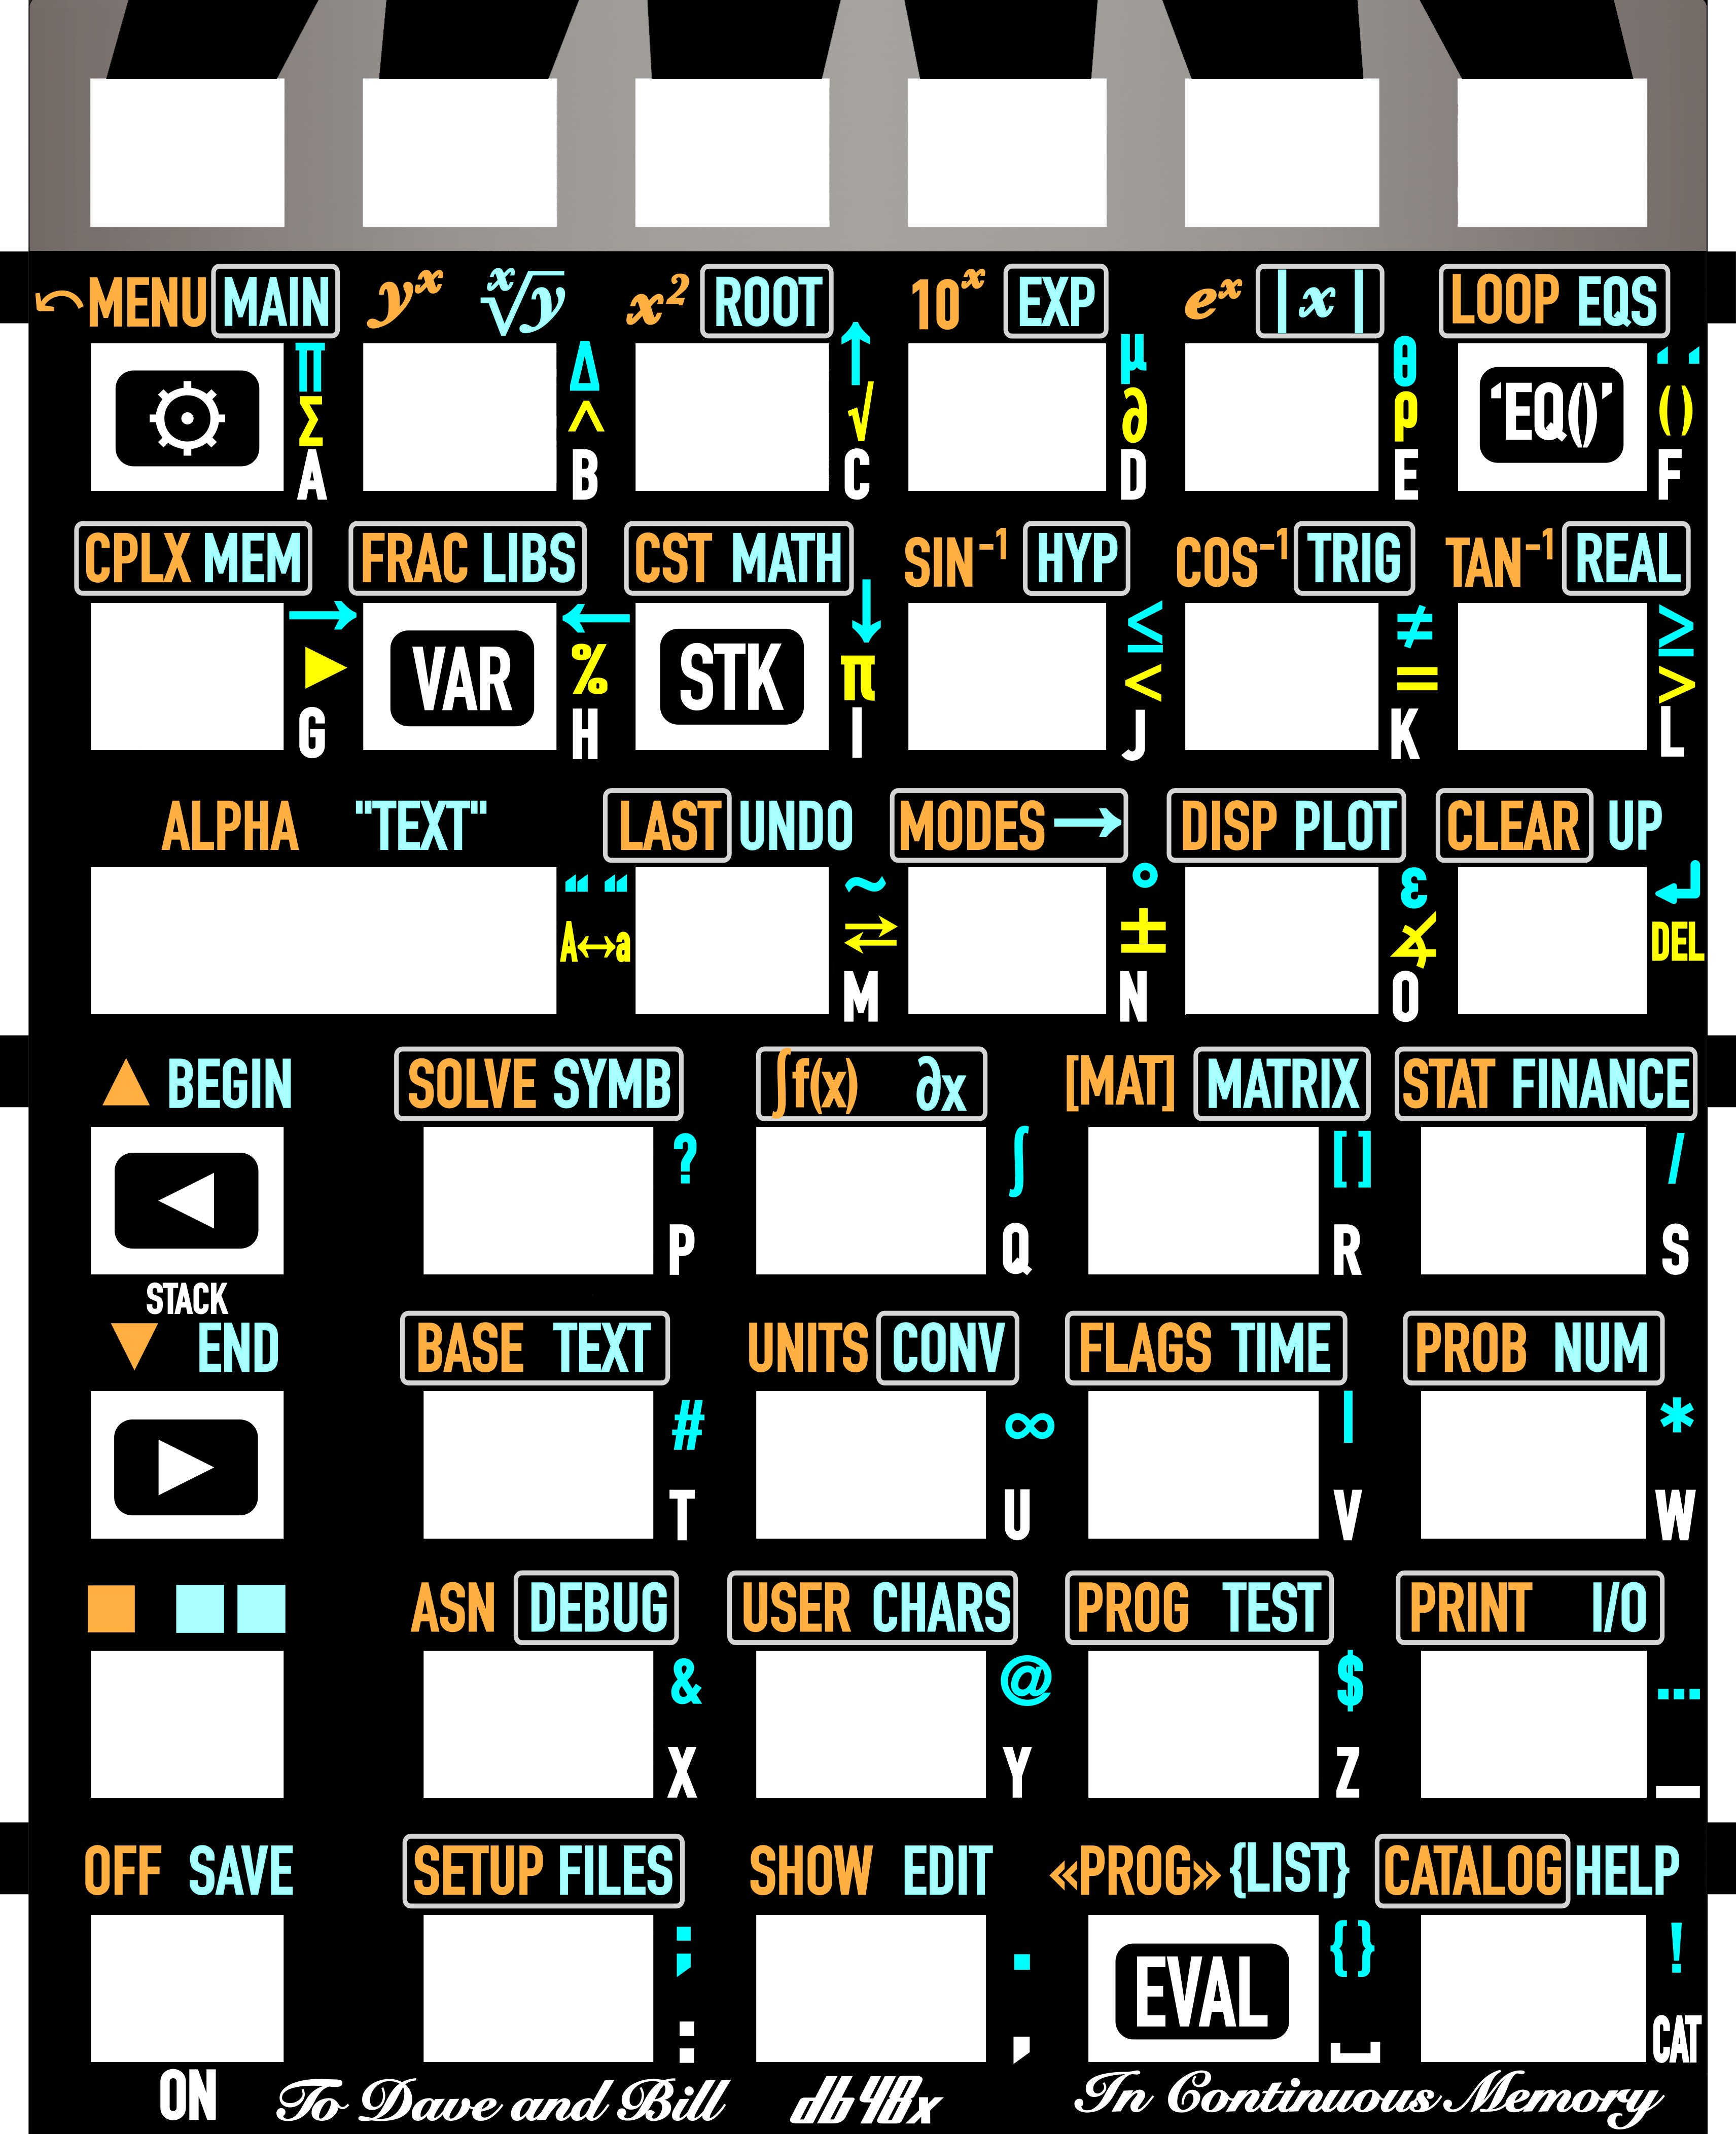 MENU MAIN yˣ ˣ√y x² ROOT 10ˣ EXP eˣ |x| LOOP EQS
Π Δ ↑ μ θ ' '
'EQ()'
Σ ^ √ ∂ ρ ()
A B C D E F
CPLX MEM FRAC LIBS CST MATH SIN⁻¹ HYP COS⁻¹ TRIG TAN⁻¹ REAL
→ ← ↓ ≤ ≠ ≥
VAR STK
▶ % π < = >
G H I J K L
ALPHA "TEXT" LAST UNDO MODES→ DISP PLOT CLEAR UP
“ “ ~ ° ε ↵
A↔a ⇄ ± ∡ DEL
M N O
▲ BEGIN SOLVE SYMB ∫f(x) ∂x [MAT] MATRIX STAT FINANCE
◀ ? ∫ [] /
P Q R S
STACK
▼ END BASE TEXT UNITS CONV FLAGS TIME PROB NUM
▶ # ∞ | *
T U V W
ASN DEBUG USER CHARS PROG TEST PRINT I/O
& @ $ …
X Y Z _
OFF SAVE SETUP FILES SHOW EDIT «PROG» {LIST} CATALOG HELP
; . {} !
EVAL
: , ␣ CAT
ON To Dave and Bill db48x In Continuous Memory